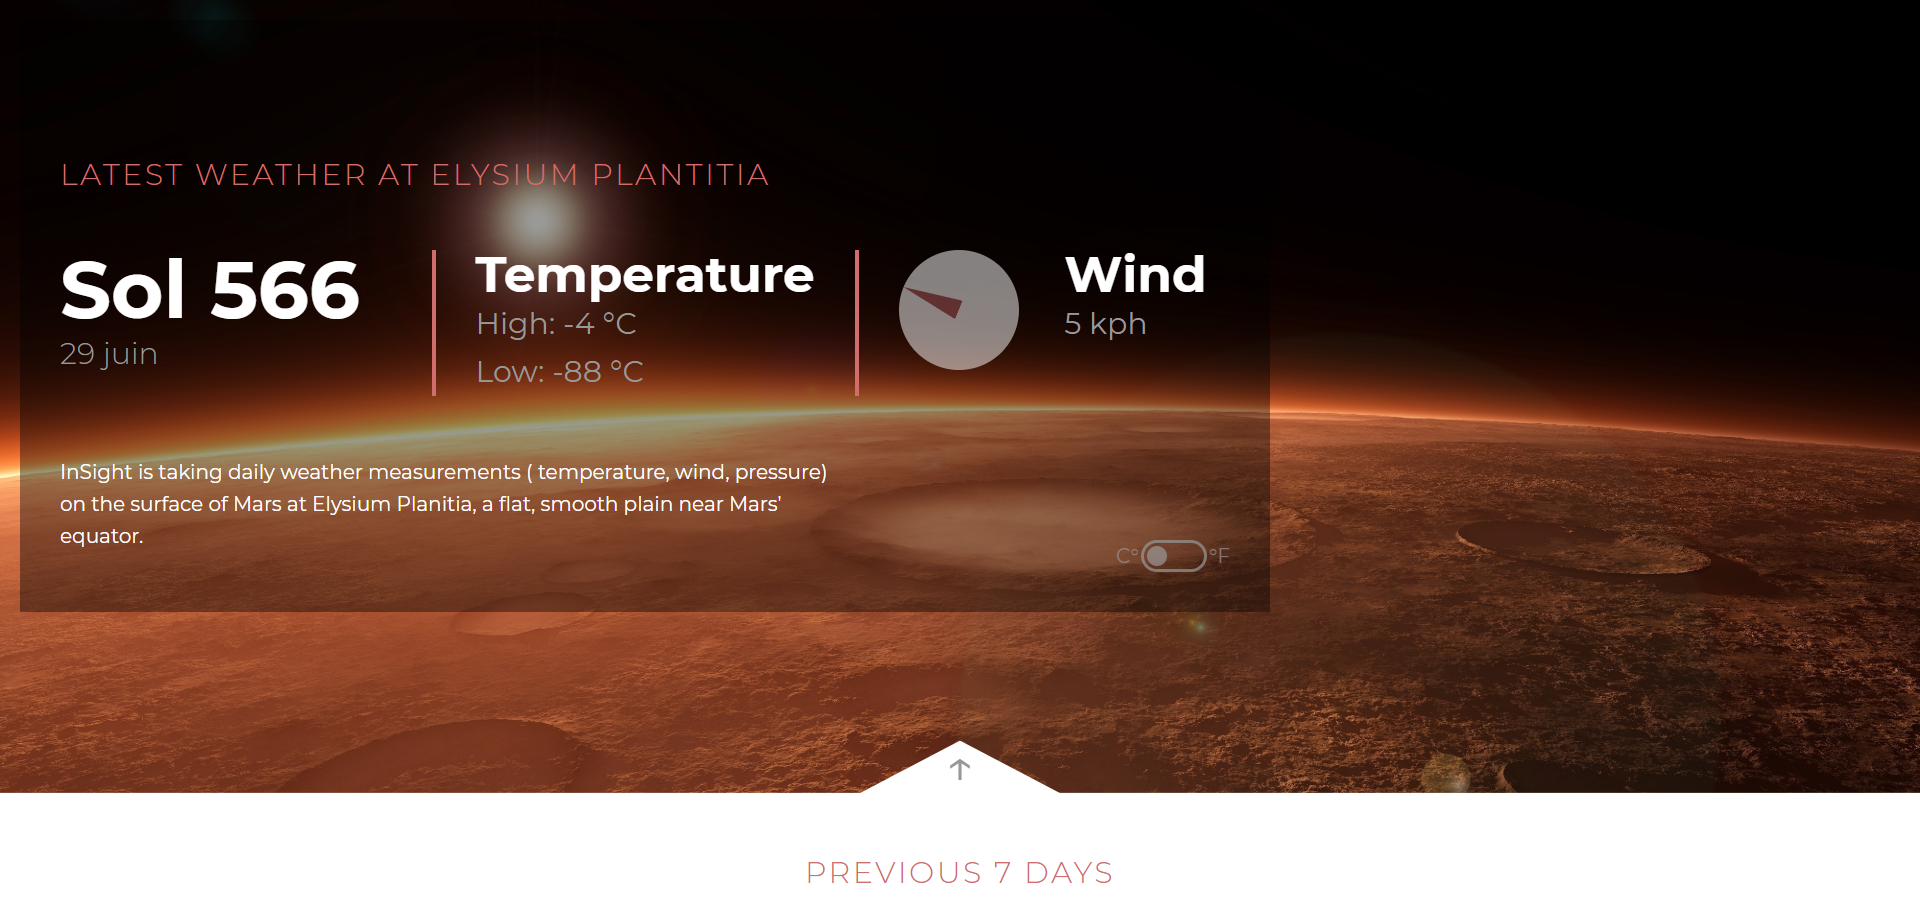 LATEST WEATHER AT ELYSIUM PLANTITIA
Sol 566
29 juin
Temperature
High: -4 °C
Low: -88 °C
Wind
5 kph
InSight is taking daily weather measurements ( temperature, wind, pressure)
on the surface of Mars at Elysium Planitia, a flat, smooth plain near Mars'
equator.
C° °F
PREVIOUS 7 DAYS